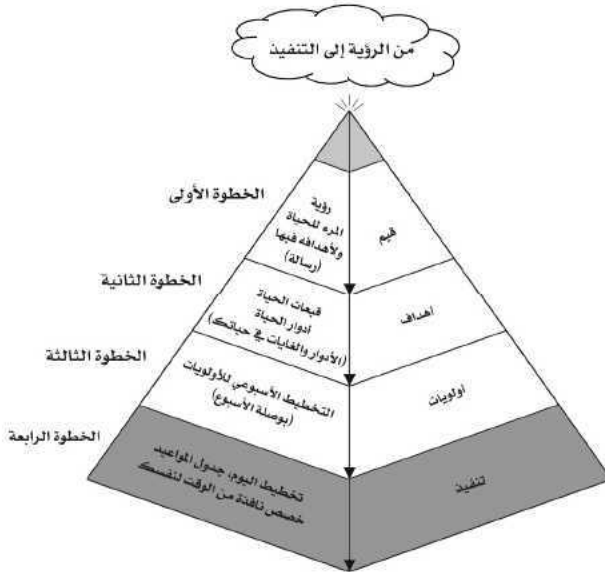 من الرؤية إلى التنفيذ
الخطوة الأولى
رؤية
المرء للحياة
ولأهدافه فيها
(رسالة)
قيم
الخطوة الثانية
قبعات الحياة
أدوار الحياة
(الأدوار والغايات في حياتك)
أهداف
الخطوة الثالثة
التخطيط الأسبوعي للأولويات
(بوصلة الأسبوع)
أولويات
الخطوة الرابعة
تخطيط اليوم، جدول المواعيد
خصص نافذة من الوقت لنفسك
تنفيذ